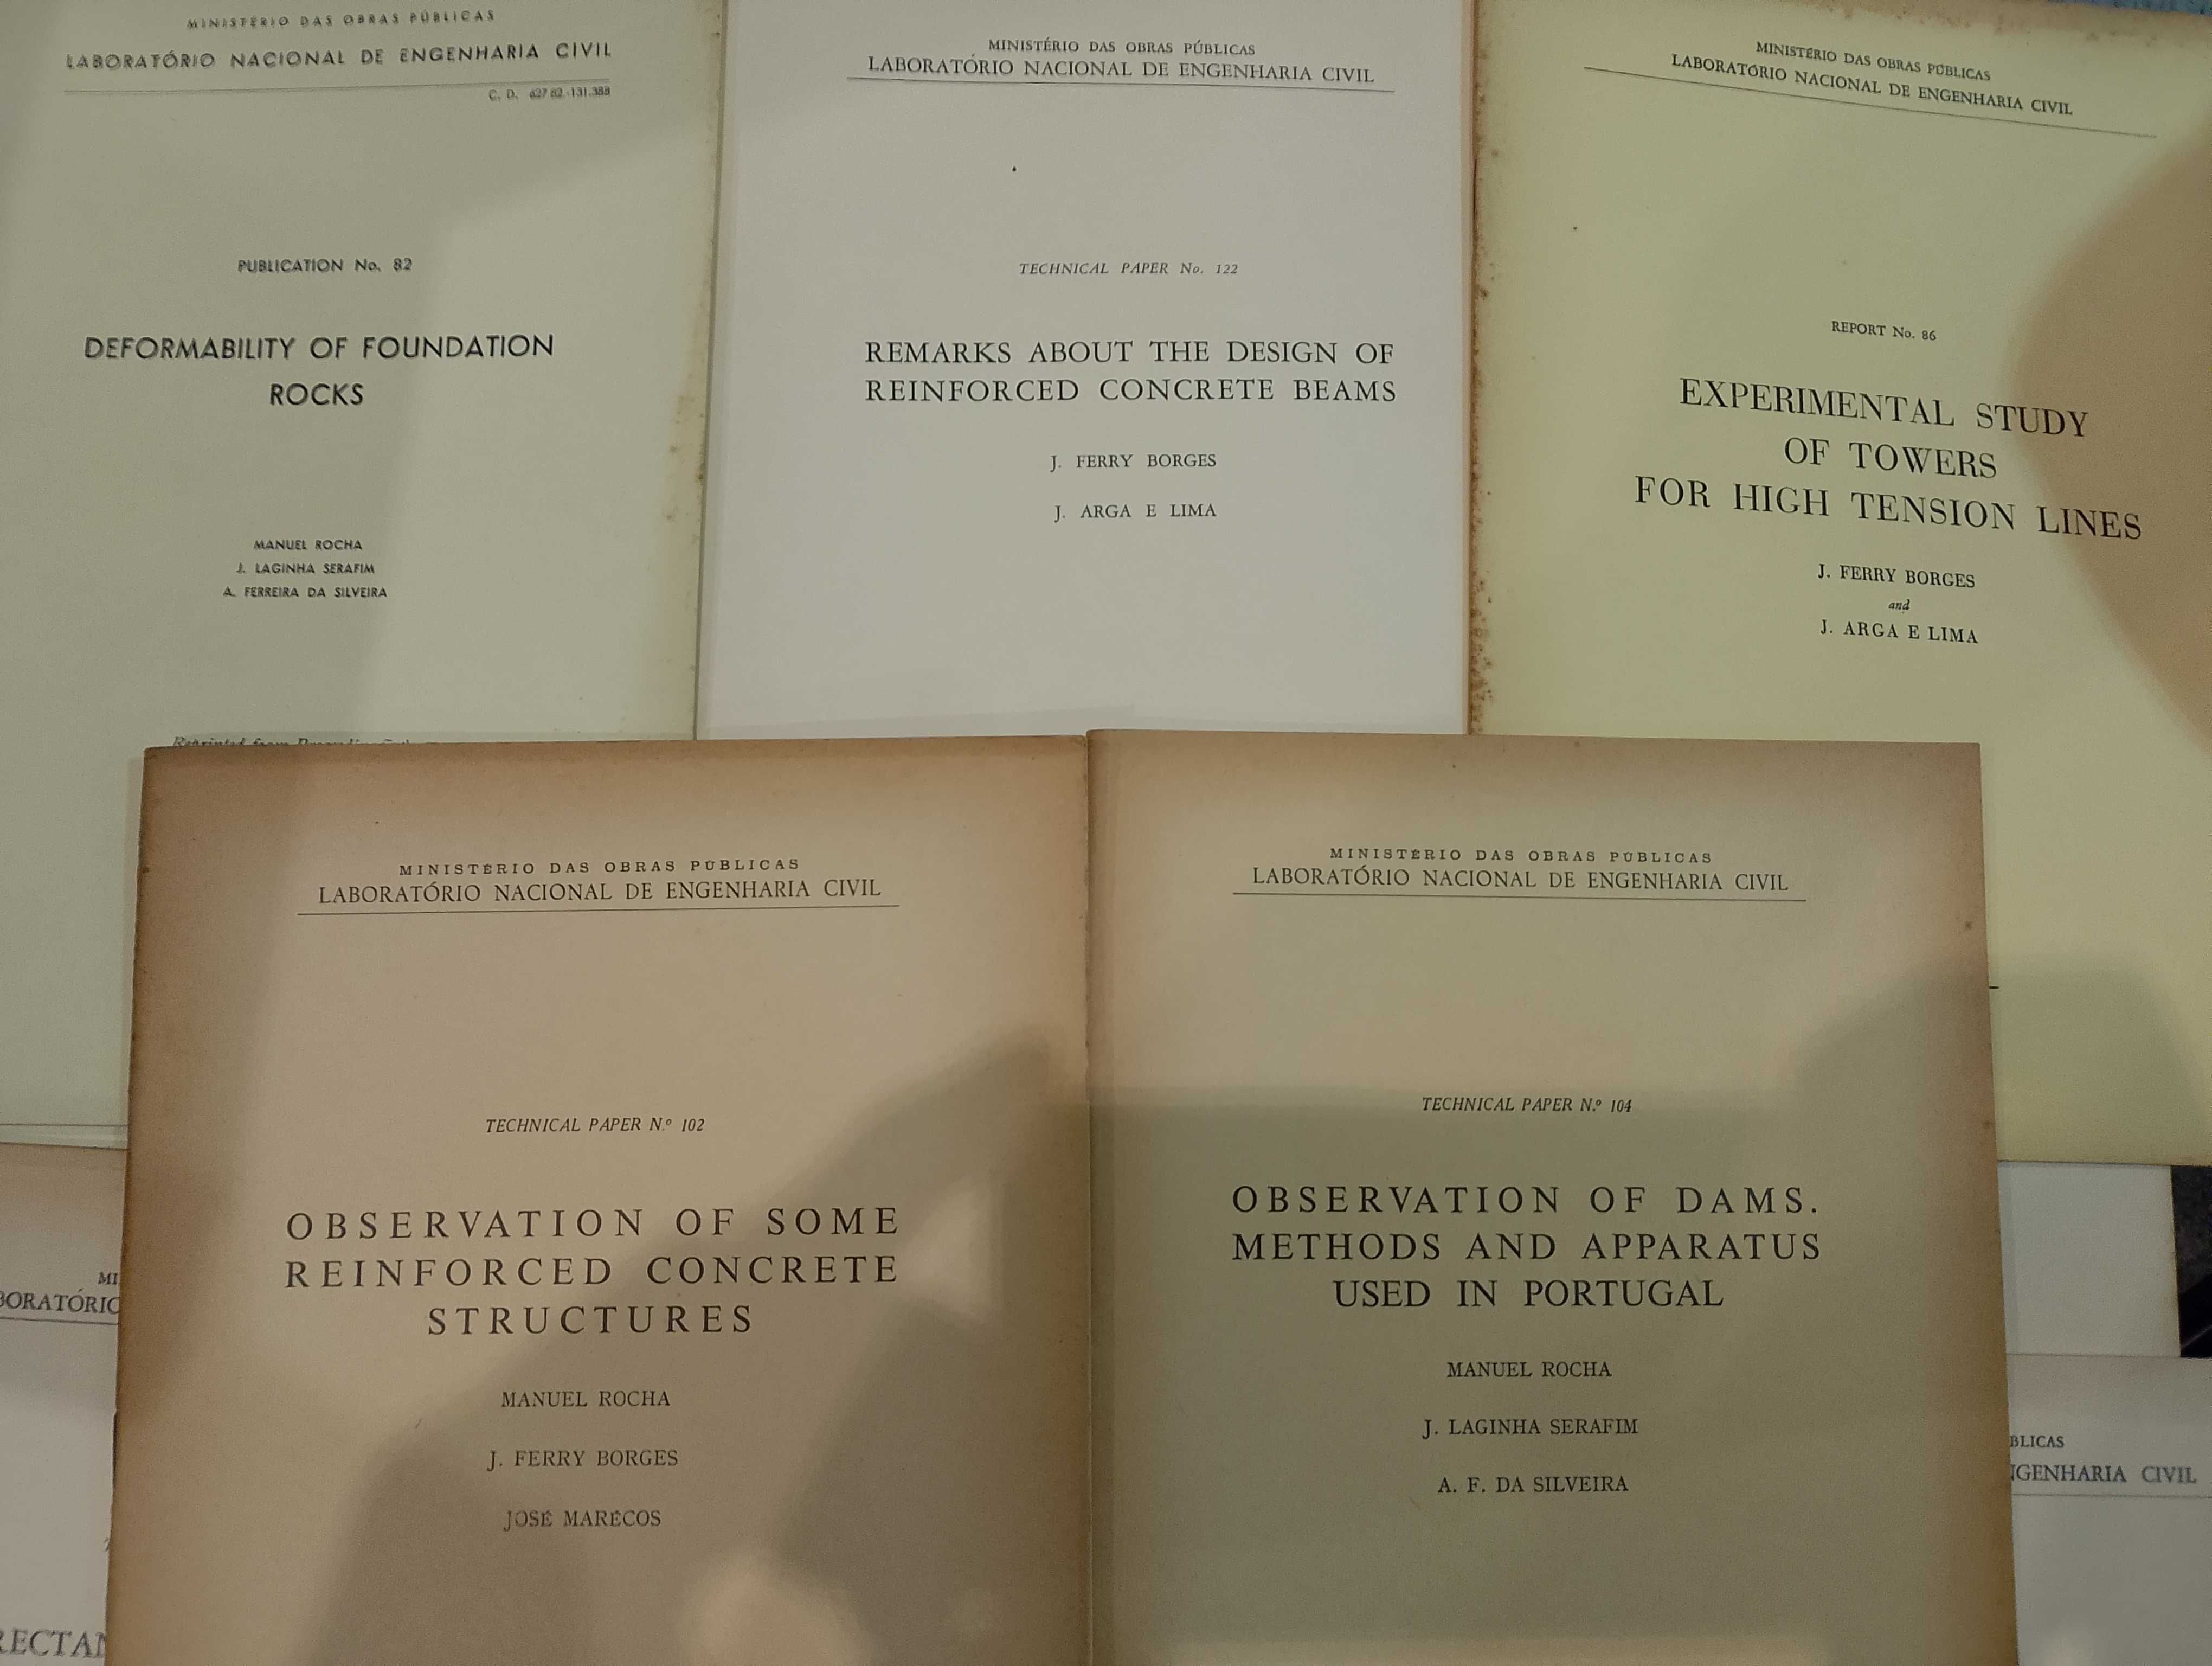 MINISTÉRIO DAS OBRAS PÚBLICAS
LABORATÓRIO NACIONAL DE ENGENHARIA CIVIL
C. D. 627 82.-131.388
PUBLICATION No. 82
DEFORMABILITY OF FOUNDATION
ROCKS
MANUEL ROCHA
J. LAGINHA SERAFIM
A. FERREIRA DA SILVEIRA
MINISTÉRIO DAS OBRAS PÚBLICAS
LABORATÓRIO NACIONAL DE ENGENHARIA CIVIL
TECHNICAL PAPER No. 122
REMARKS ABOUT THE DESIGN OF
REINFORCED CONCRETE BEAMS
J. FERRY BORGES
J. ARGA E LIMA
MINISTÉRIO DAS OBRAS PÚBLICAS
LABORATÓRIO NACIONAL DE ENGENHARIA CIVIL
REPORT No. 86
EXPERIMENTAL STUDY
OF TOWERS
FOR HIGH TENSION LINES
J. FERRY BORGES
and
J. ARGA E LIMA
MINISTÉRIO DAS OBRAS PÚBLICAS
LABORATÓRIO NACIONAL DE ENGENHARIA CIVIL
TECHNICAL PAPER N.º 102
OBSERVATION OF SOME
REINFORCED CONCRETE
STRUCTURES
MANUEL ROCHA
J. FERRY BORGES
JOSÉ MARÉCOS
MINISTÉRIO DAS OBRAS PÚBLICAS
LABORATÓRIO NACIONAL DE ENGENHARIA CIVIL
TECHNICAL PAPER N.º 104
OBSERVATION OF DAMS.
METHODS AND APPARATUS
USED IN PORTUGAL
MANUEL ROCHA
J. LAGINHA SERAFIM
A. F. DA SILVEIRA
MI
BORATÓRIO
RECTAN
BLICAS
NGENHARIA CIVIL